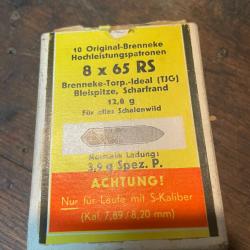 10 Original-Brenneke
Hochleistungspatronen
8 x 65 RS
Brenneke-Torp.-Ideal (TJG)
Bleispitze, Scharfrand
12,8 g
Für alles Schalenwild
Normale Ladung:
3,9 g Spez. P.
ACHTUNG!
Nur für Läufe mit S-Kaliber
(Kal. 7,89 / 8,20 mm)